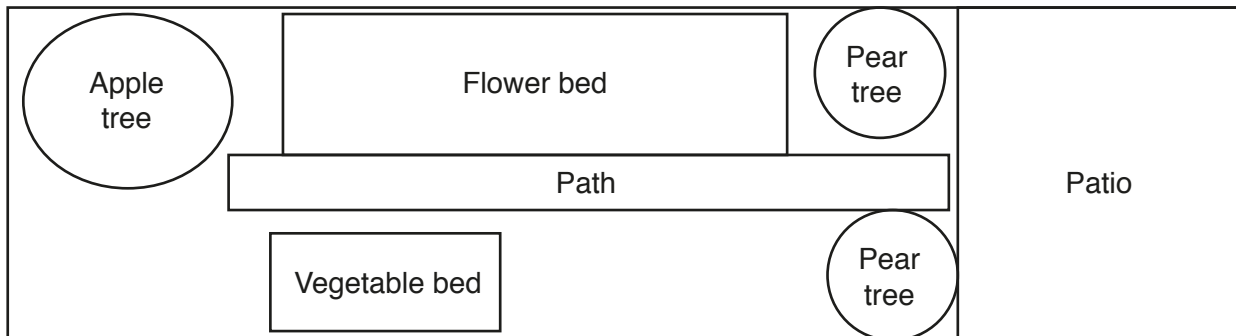 Apple
tree
Flower bed
Pear
tree
Path
Patio
Vegetable bed
Pear
tree